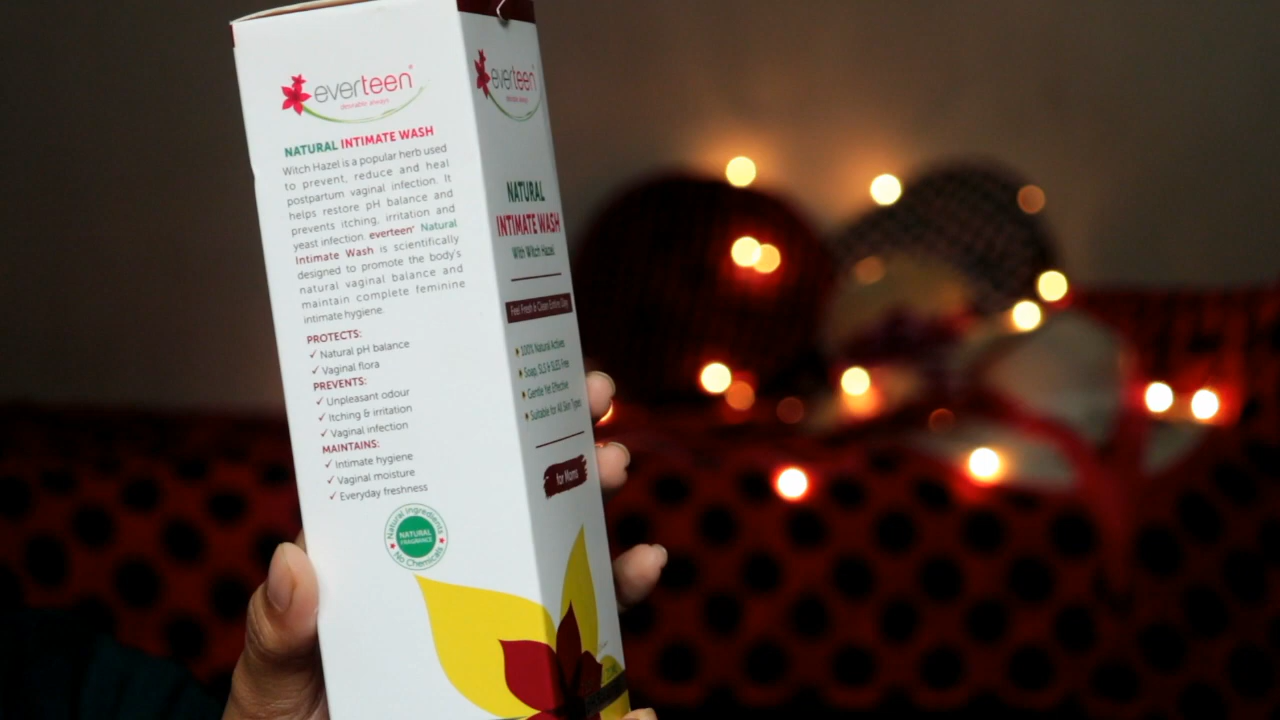 everteen®
desirable always
NATURAL INTIMATE WASH
Witch Hazel is a popular herb used
to prevent, reduce and heal
postpartum vaginal infection. It
helps restore pH balance and
prevents itching, irritation and
yeast infection. everteen® Natural
Intimate Wash is scientifically
designed to promote the body's
natural vaginal balance and
maintain complete feminine
intimate hygiene.
PROTECTS:
✓ Natural pH balance
✓ Vaginal flora
PREVENTS:
✓ Unpleasant odour
✓ Itching & irritation
✓ Vaginal infection
MAINTAINS:
✓ Intimate hygiene
✓ Vaginal moisture
✓ Everyday freshness
Natural Ingredients
NATURAL
FRAGRANCE
No Chemicals
everteen®
desirable always
NATURAL
INTIMATE WASH
With Witch Hazel
Feel Fresh & Clean Entire Day
100% Natural Actives
Soap, SLS & SLES Free
Gentle Yet Effective
Suitable for All Skin Types
for Moms